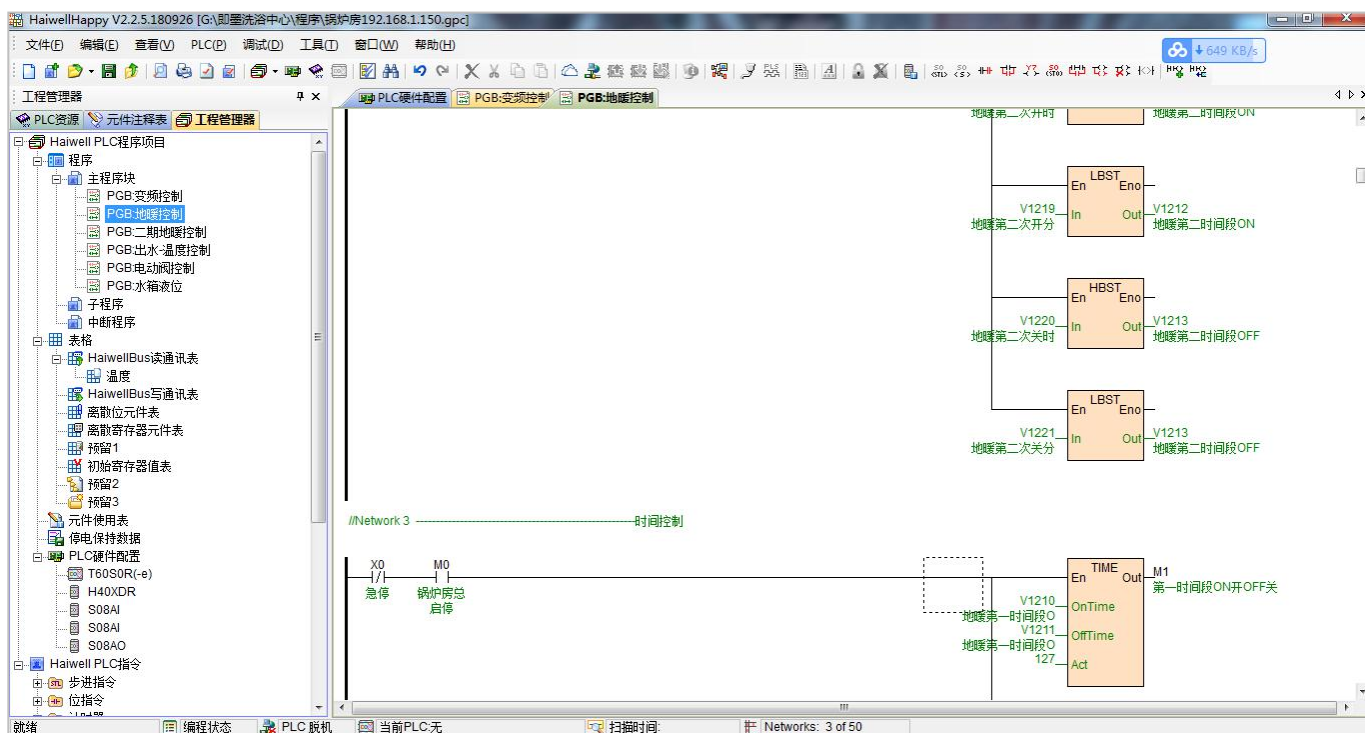 HaiwellHappy V2.2.5.180926 [G:\即墨洗浴中心\程序\锅炉房192.168.1.150.gpc]
文件(F) 编辑(E) 查看(V) PLC(P) 调试(D) 工具(T) 窗口(W) 帮助(H)
649 KB/s
工程管理器
PLC硬件配置 PGB:变频控制 PGB:地暖控制
PLC资源 元件注释表 工程管理器
Haiwell PLC程序项目
程序
主程序块
PGB:变频控制
PGB:地暖控制
PGB:二期地暖控制
PGB:出水-温度控制
PGB:电动阀控制
PGB:水箱液位
子程序
中断程序
表格
HaiwellBus读通讯表
温度
HaiwellBus写通讯表
离散位元件表
离散寄存器元件表
预留1
初始寄存器值表
预留2
预留3
元件使用表
停电保持数据
PLC硬件配置
T60S0R(-e)
H40XDR
S08AI
S08AI
S08AO
Haiwell PLC指令
步进指令
位指令
地暖第二次开时 地暖第二时间段ON
LBST
En Eno
V1219 In Out V1212
地暖第二次开分 地暖第二时间段ON
HBST
En Eno
V1220 In Out V1213
地暖第二次关时 地暖第二时间段OFF
LBST
En Eno
V1221 In Out V1213
地暖第二次关分 地暖第二时间段OFF
//Network 3 -----------------------------------------------------时间控制
X0 M0 TIME
En Out M1
急停 锅炉房总启停 第一时间段ON开OFF关
V1210 OnTime
地暖第一时间段O
V1211 OffTime
地暖第一时间段O
127 Act
就绪 编程状态 PLC 脱机 当前PLC:无 扫描时间: Networks: 3 of 50